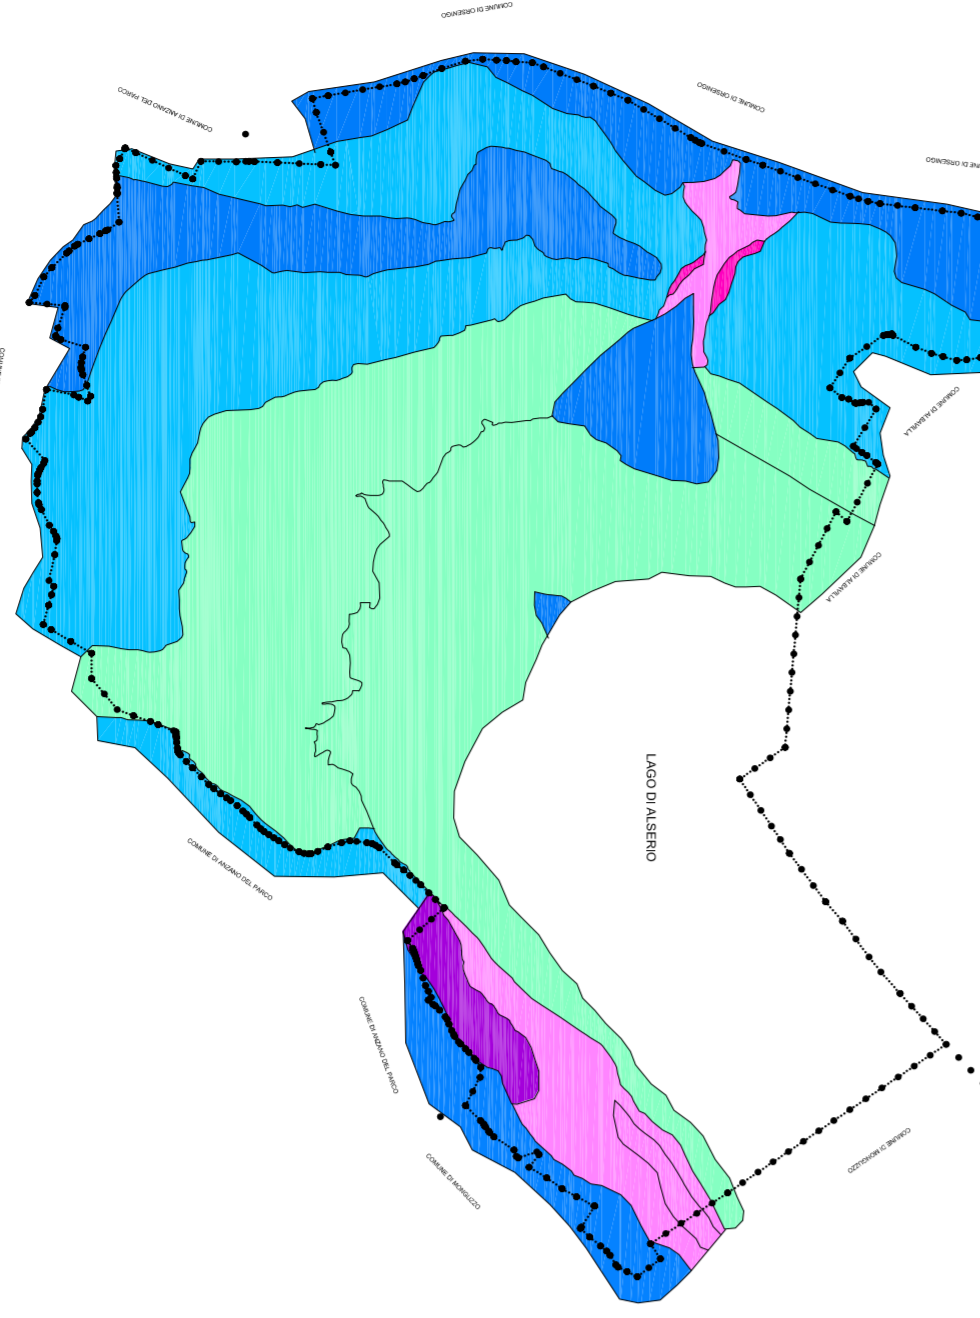 COMUNE DI ORSENIGO
COMUNE DI ANZANO DEL PARCO
COMUNE DI ORSENIGO
COMUNE DI ALBAVILLA
COMUNE DI ALBAVILLA
LAGO DI ALSERIO
COMUNE DI ANZANO DEL PARCO
COMUNE DI ANZANO DEL PARCO
COMUNE DI MONGUZZO
COMUNE DI MONGUZZO